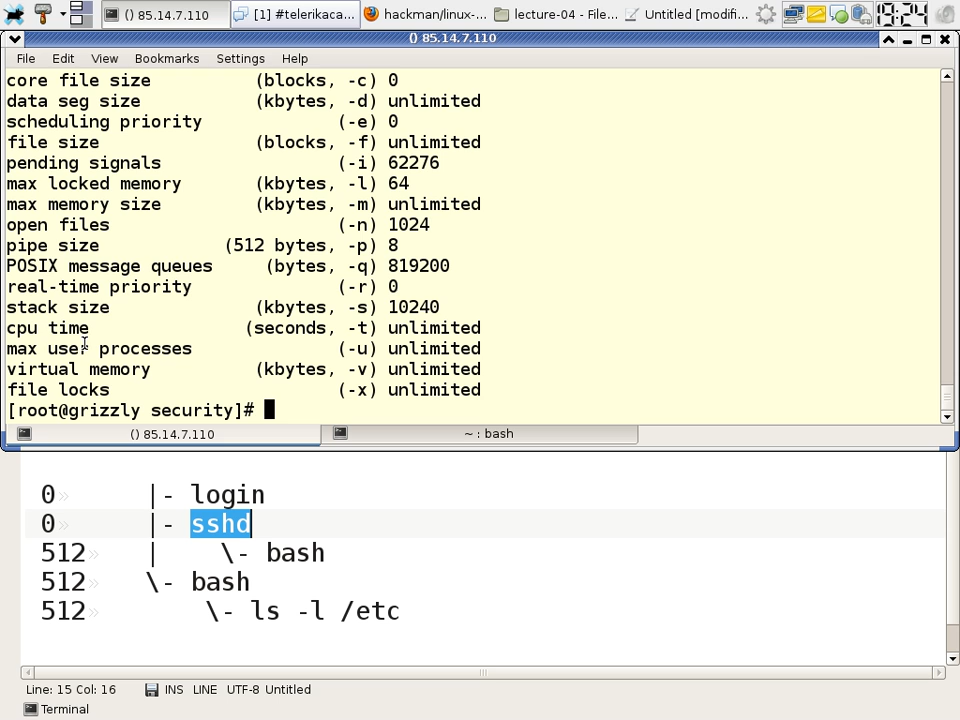 () 85.14.7.110
[1] #telerikaca...
hackman/linux-...
lecture-04 - File...
Untitled [modifi...
19:24
() 85.14.7.110
File Edit View Bookmarks Settings Help
core file size (blocks, -c) 0
data seg size (kbytes, -d) unlimited
scheduling priority (-e) 0
file size (blocks, -f) unlimited
pending signals (-i) 62276
max locked memory (kbytes, -l) 64
max memory size (kbytes, -m) unlimited
open files (-n) 1024
pipe size (512 bytes, -p) 8
POSIX message queues (bytes, -q) 819200
real-time priority (-r) 0
stack size (kbytes, -s) 10240
cpu time (seconds, -t) unlimited
max user processes (-u) unlimited
virtual memory (kbytes, -v) unlimited
file locks (-x) unlimited
[root@grizzly security]#
() 85.14.7.110
~ : bash
0» |- login
0» |- sshd
512» | \- bash
512» \- bash
512» \- ls -l /etc
Line: 15 Col: 16 INS LINE UTF-8 Untitled
Terminal